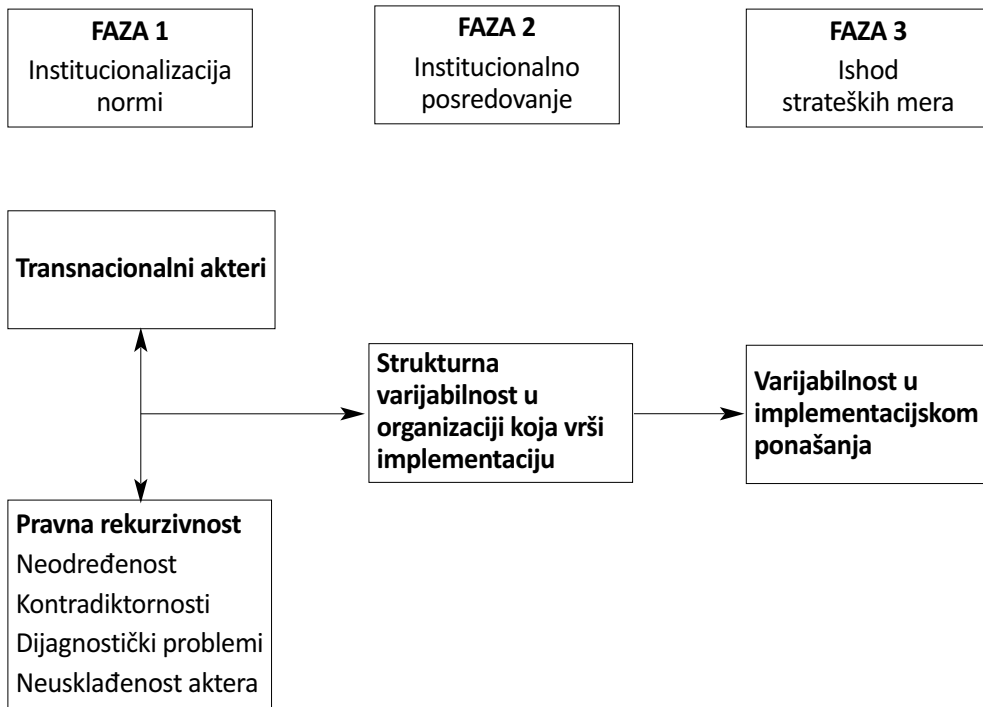 FAZA 1
Institucionalizacija
normi
FAZA 2
Institucionalno
posredovanje
FAZA 3
Ishod
strateških mera
Transnacionalni akteri
Strukturna
varijabilnost u
organizaciji koja vrši
implementaciju
Varijabilnost u
implementacijskom
ponašanja
Pravna rekurzivnost
Neodređenost
Kontradiktornosti
Dijagnostički problemi
Neusklađenost aktera